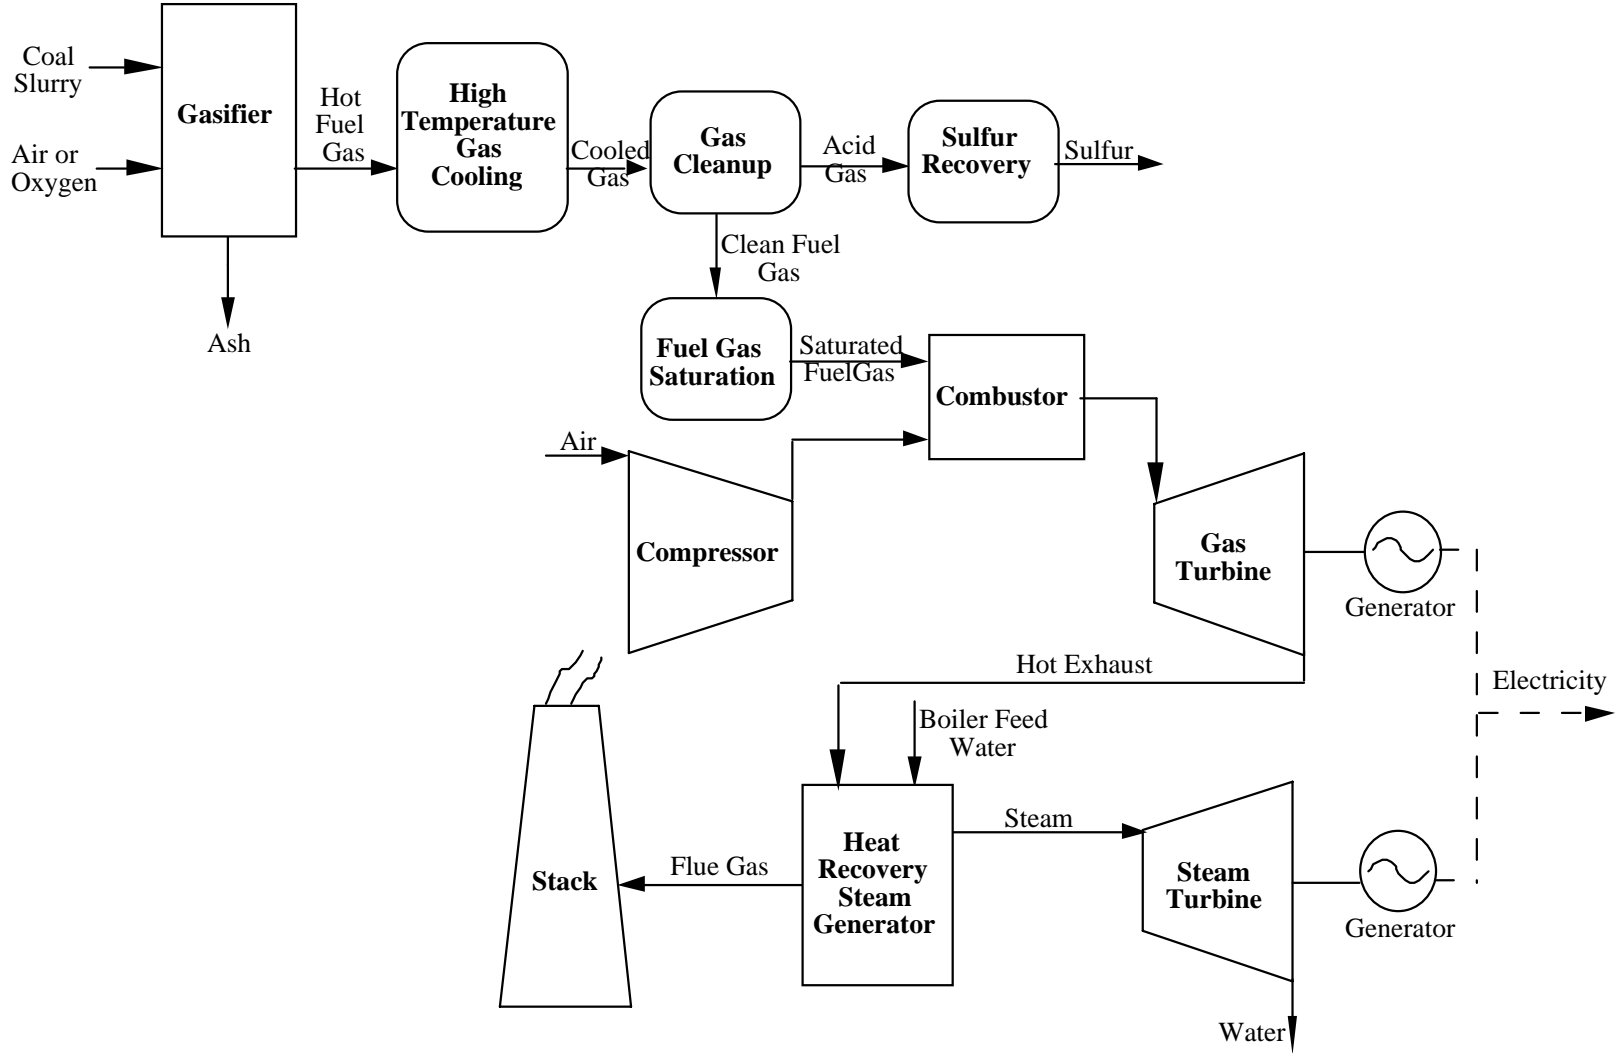 Coal
Slurry
Air or
Oxygen
Gasifier
Ash
Hot
Fuel
Gas
High
Temperature
Gas
Cooling
Cooled
Gas
Gas
Cleanup
Acid
Gas
Sulfur
Recovery
Sulfur
Clean Fuel
Gas
Fuel Gas
Saturation
Saturated
FuelGas
Combustor
Air
Compressor
Gas
Turbine
Generator
Hot Exhaust
Electricity
Boiler Feed
Water
Heat
Recovery
Steam
Generator
Steam
Flue Gas
Stack
Steam
Turbine
Generator
Water